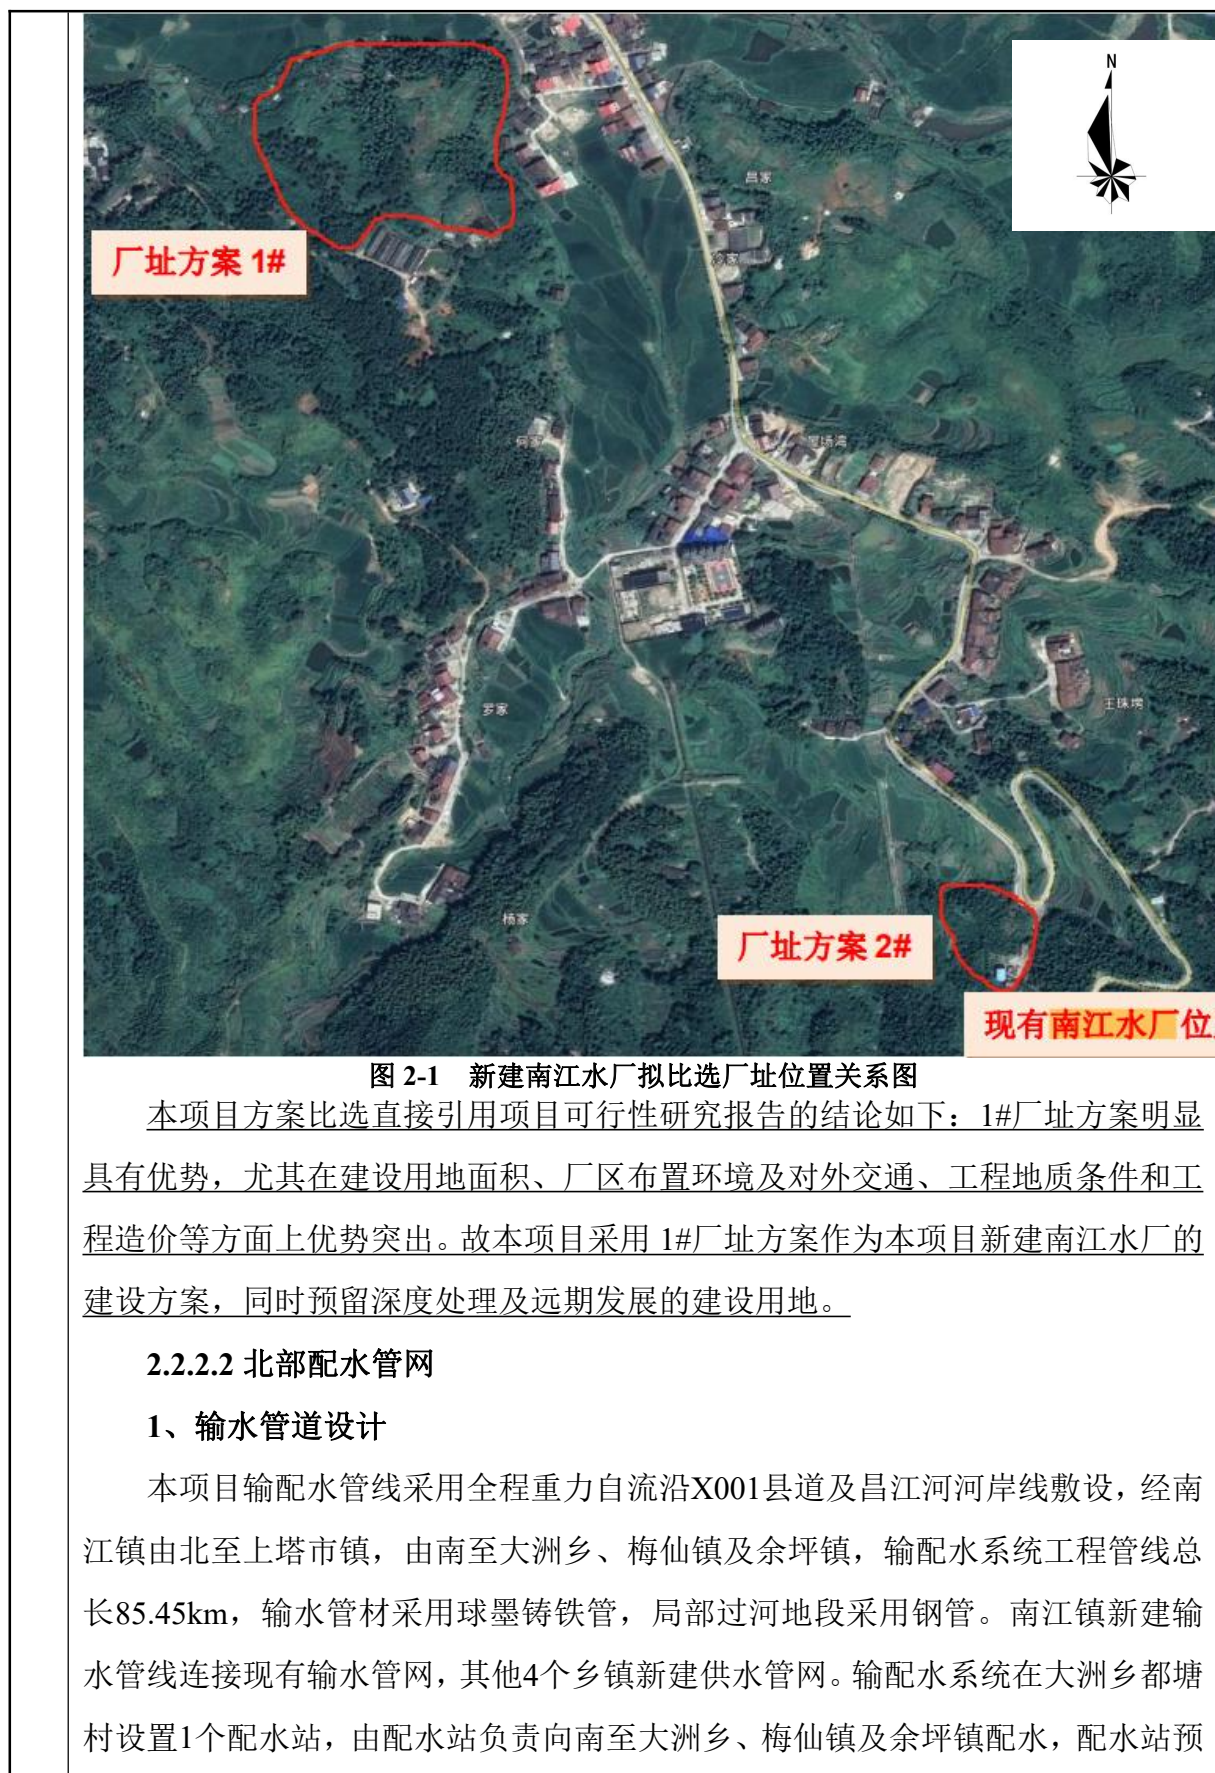 N
昌家
厂址方案 1#
何家
罗家
杨家
厂址方案 2#
现有南江水厂位
图 2-1 新建南江水厂拟比选厂址位置关系图
本项目方案比选直接引用项目可行性研究报告的结论如下：1#厂址方案明显
具有优势，尤其在建设用地面积、厂区布置环境及对外交通、工程地质条件和工
程造价等方面上优势突出。故本项目采用 1#厂址方案作为本项目新建南江水厂的
建设方案，同时预留深度处理及远期发展的建设用地。
2.2.2.2 北部配水管网
1、输水管道设计
本项目输配水管线采用全程重力自流沿X001县道及昌江河河岸线敷设，经南
江镇由北至上塔市镇，由南至大洲乡、梅仙镇及余坪镇，输配水系统工程管线总
长85.45km，输水管材采用球墨铸铁管，局部过河地段采用钢管。南江镇新建输
水管线连接现有输水管网，其他4个乡镇新建供水管网。输配水系统在大洲乡都塘
村设置1个配水站，由配水站负责向南至大洲乡、梅仙镇及余坪镇配水，配水站预